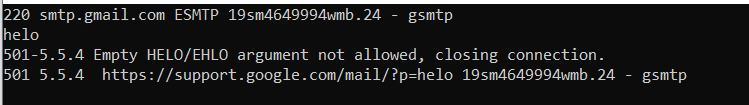 220 smtp.gmail.com ESMTP 19sm4649994wmb.24 - gsmtp
helo
501-5.5.4 Empty HELO/EHLO argument not allowed, closing connection.
501 5.5.4  https://support.google.com/mail/?p=helo 19sm4649994wmb.24 - gsmtp